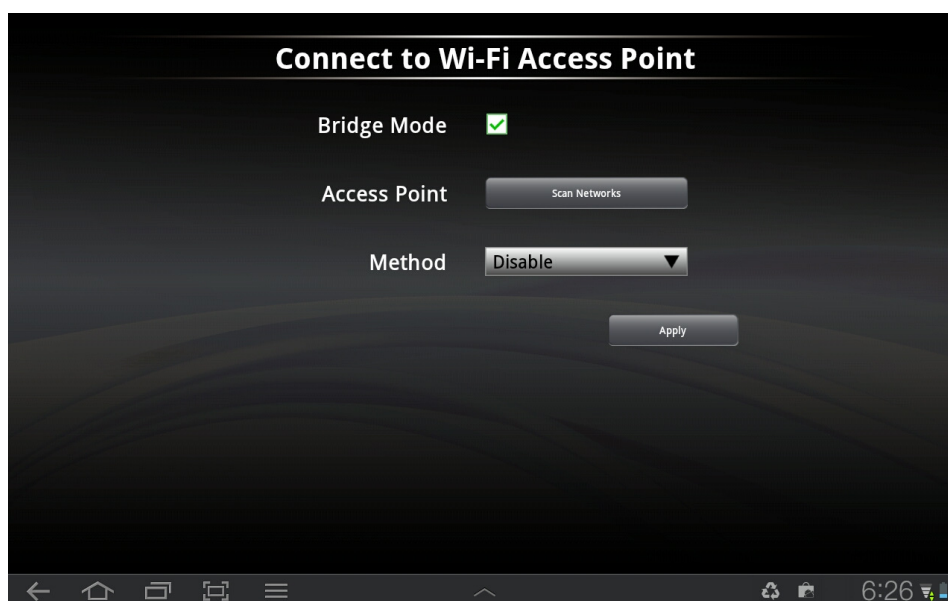 Connect to Wi-Fi Access Point
Bridge Mode
Access Point
Scan Networks
Method
Disable
Apply
6:26